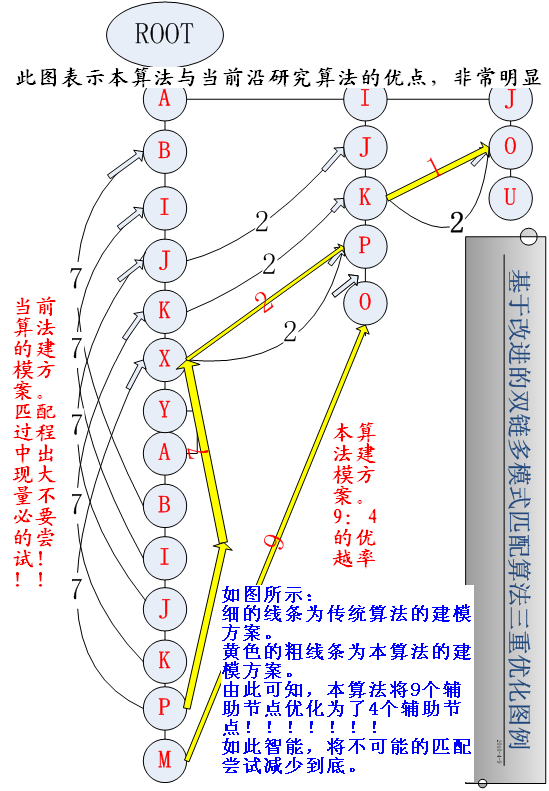 ROOT
此图表示本算法与当前沿研究算法的优点，非常明显
A
I
J
B
J
O
1
I
K
U
2
2
J
P
2
7
K
O
2
2
X
7
Y
A
7
7
B
7
I
9
J
7
K
P
M
当前
算法
的建
模方
案。
匹配
过程
中出
现大
量不
必要
的尝
试！
！！
本算
法建
模方
案。
9：4
的优
越率
如图所示：
细的线条为传统算法的建模
方案。
黄色的粗线条为本算法的建
模方案。
由此可知，本算法将9个辅
助节点优化为了4个辅助节
点！！！！！！！
如此智能，将不可能的匹配
尝试减少到底。
基于改进的双链多模式匹配算法三重优化图例